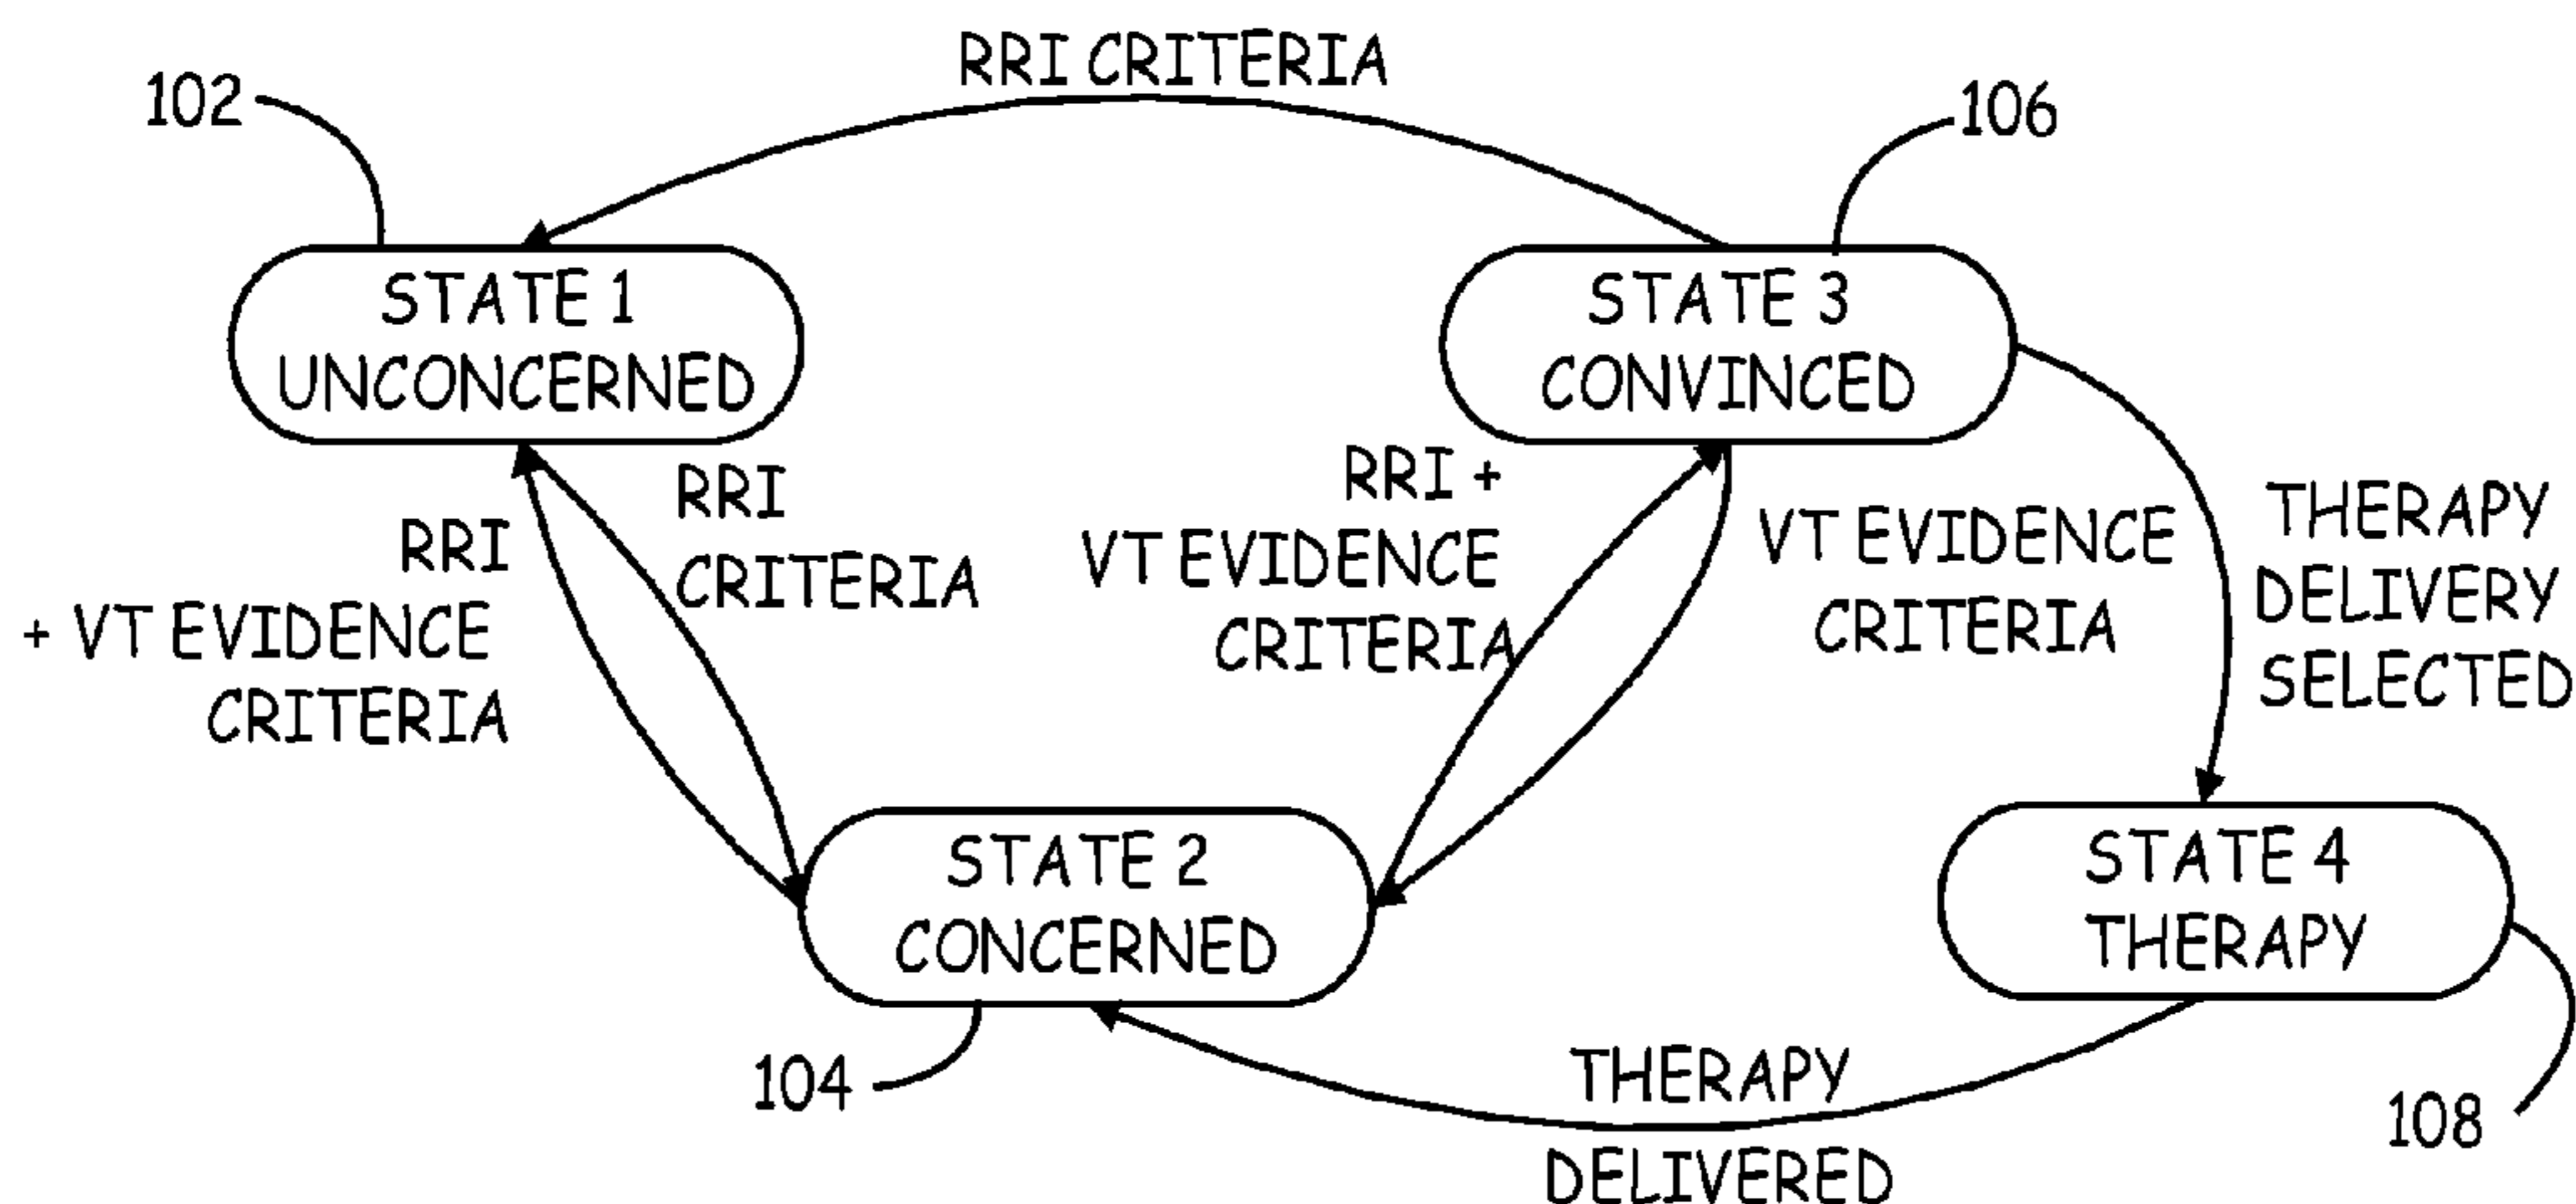 RRI CRITERIA
102
106
STATE 1
UNCONCERNED
STATE 3
CONVINCED
RRI
CRITERIA
RRI
+ VT EVIDENCE
CRITERIA
RRI +
VT EVIDENCE
CRITERIA
VT EVIDENCE
CRITERIA
THERAPY
DELIVERY
SELECTED
STATE 2
CONCERNED
STATE 4
THERAPY
104
THERAPY
DELIVERED
108